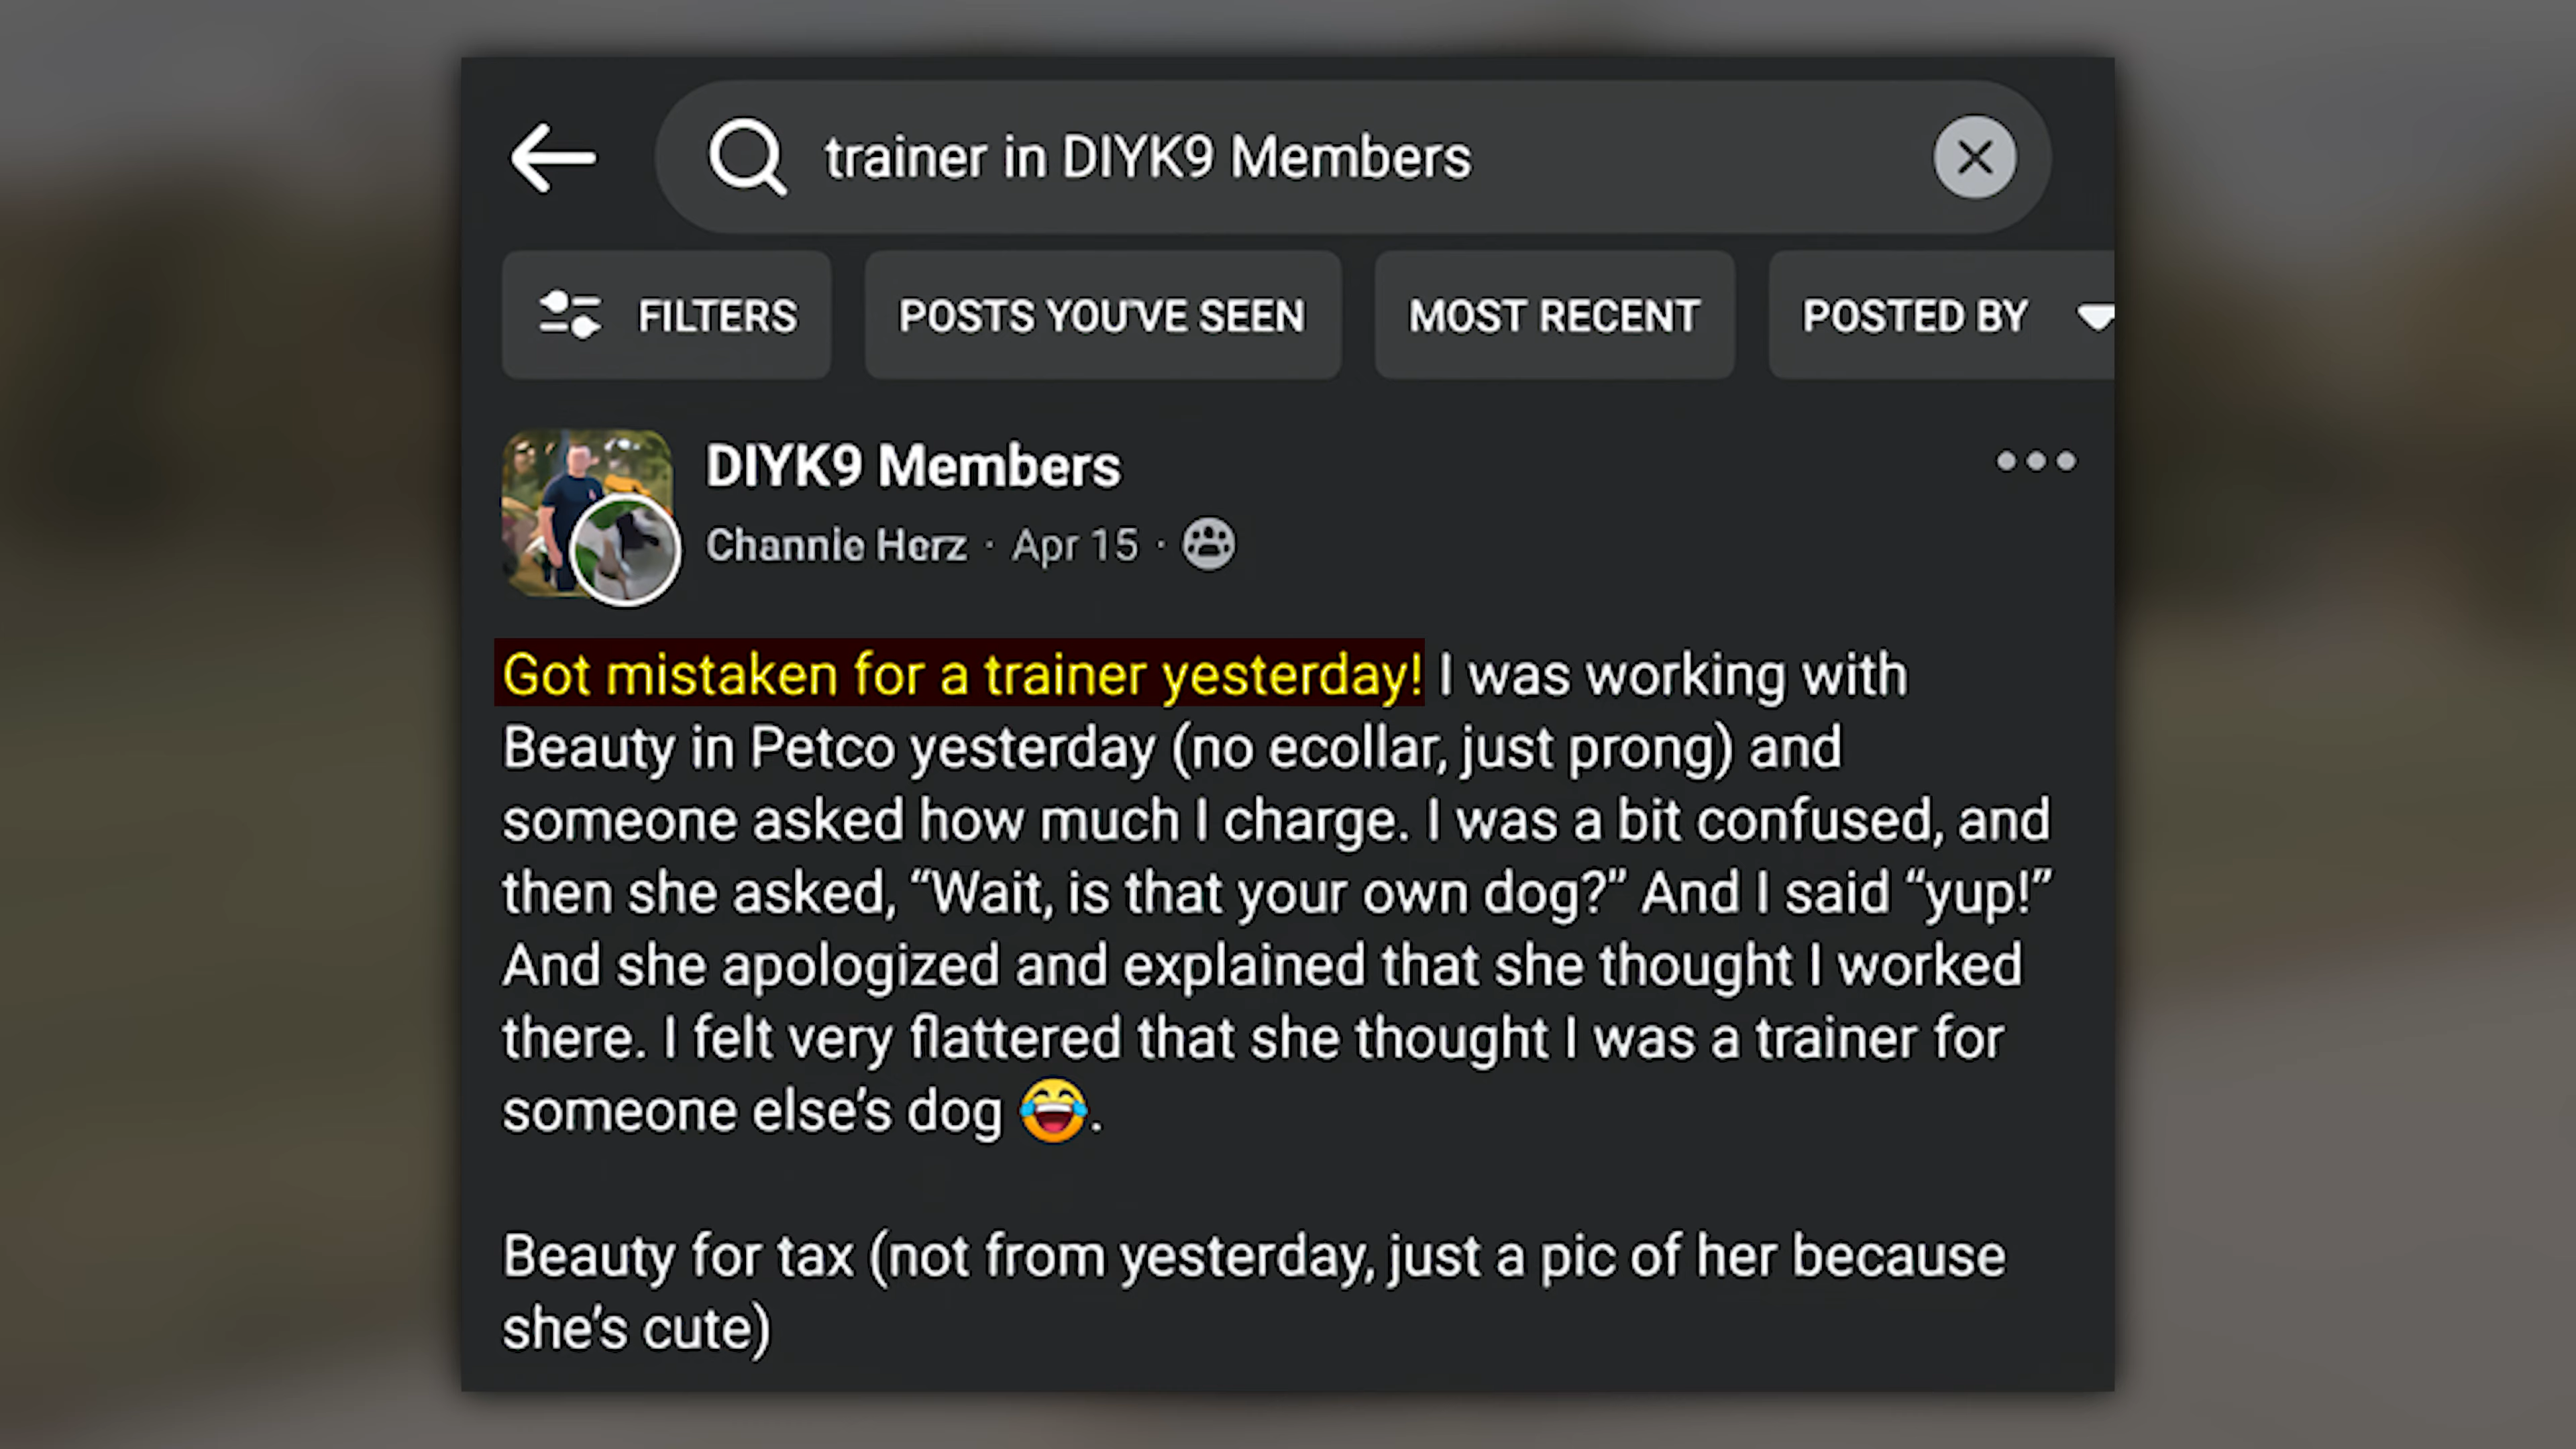 trainer in DIYK9 Members
FILTERS
POSTS YOU'VE SEEN
MOST RECENT
POSTED BY
DIYK9 Members
Channie Herz · Apr 15 ·
Got mistaken for a trainer yesterday! I was working with
Beauty in Petco yesterday (no ecollar, just prong) and
someone asked how much I charge. I was a bit confused, and
then she asked, “Wait, is that your own dog?” And I said “yup!”
And she apologized and explained that she thought I worked
there. I felt very flattered that she thought I was a trainer for
someone else’s dog 😂.
Beauty for tax (not from yesterday, just a pic of her because
she’s cute)